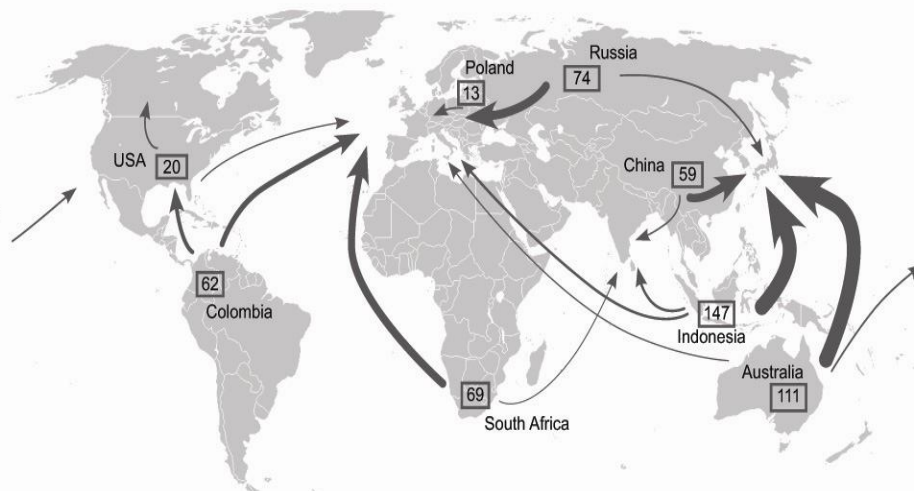 Russia
74
Poland
13
USA
20
China
59
62
Colombia
147
Indonesia
Australia
111
69
South Africa